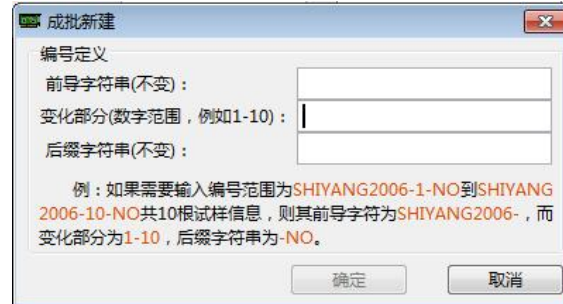 成批新建
编号定义
前导字符串(不变)：
变化部分(数字范围，例如1-10)：
后缀字符串(不变)：
例：如果需要输入编号范围为SHIYANG2006-1-NO到SHIYANG
2006-10-NO共10根试样信息，则其前导字符为SHIYANG2006-，而
变化部分为1-10，后缀字符串为-NO。
确定 取消